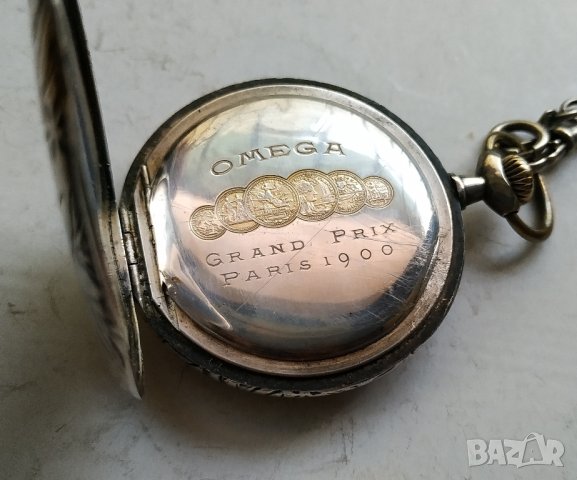 OMEGA
GRAND PRIX
PARIS 1900
BAZAR